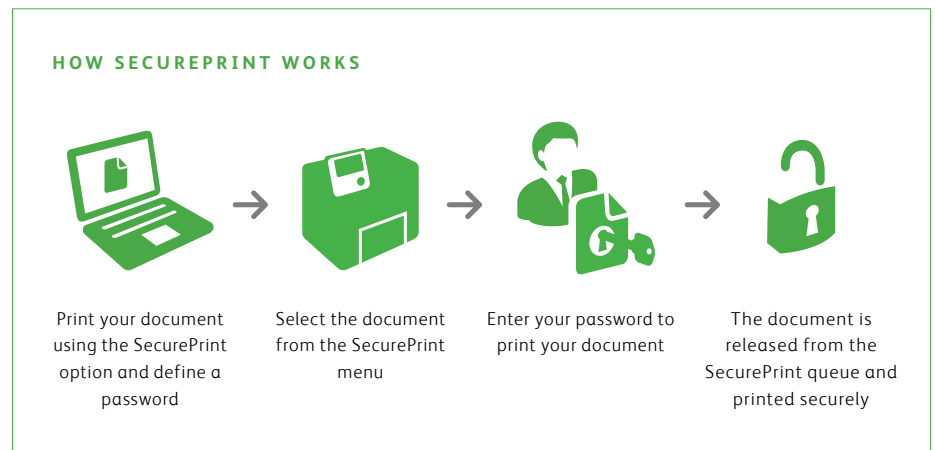 HOW SECUREPRINT WORKS
Print your document
using the SecurePrint
option and define a
password
Select the document
from the SecurePrint
menu
Enter your password to
print your document
The document is
released from the
SecurePrint queue and
printed securely